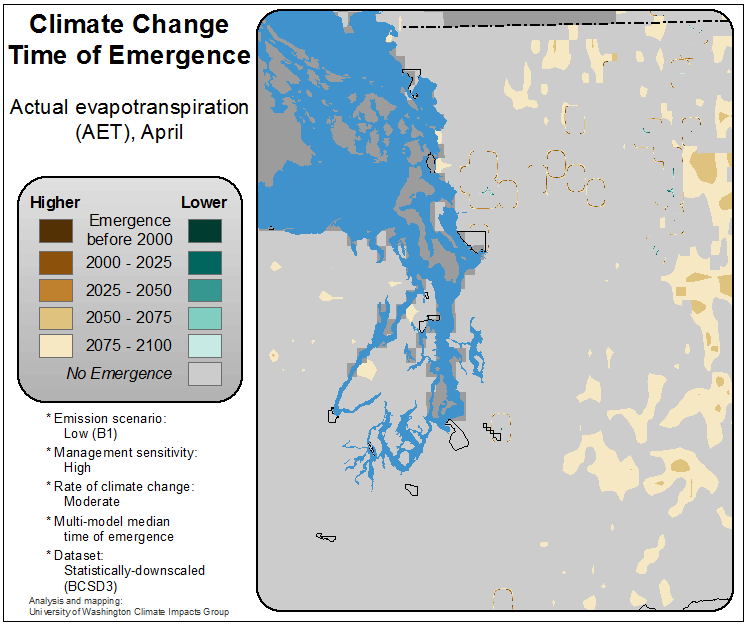 Climate Change
Time of Emergence
Actual evapotranspiration
(AET), April
Higher Lower
Emergence
before 2000
2000 - 2025
2025 - 2050
2050 - 2075
2075 - 2100
No Emergence
* Emission scenario:
Low (B1)
* Management sensitivity:
High
* Rate of climate change:
Moderate
* Multi-model median
time of emergence
* Dataset:
Statistically-downscaled
(BCSD3)
Analysis and mapping:
University of Washington Climate Impacts Group